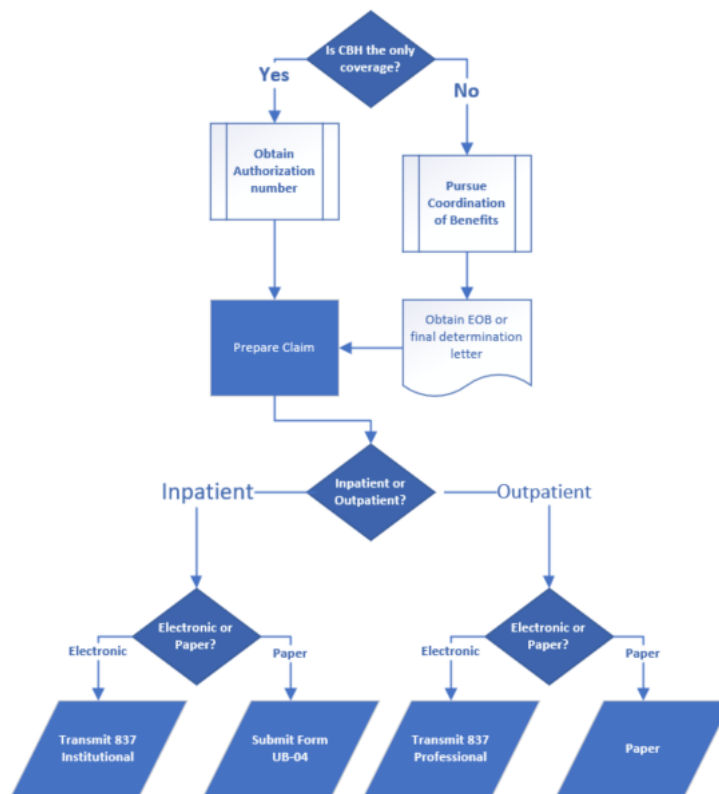 Is CBH the only
coverage?
Yes
No
Obtain
Authorization
number
Pursue
Coordination
of Benefits
Prepare Claim
Obtain EOB or
final determination
letter
Inpatient
Inpatient or
Outpatient?
Outpatient
Electronic or
Paper?
Electronic
Paper
Electronic or
Paper?
Electronic
Paper
Transmit 837
Institutional
Submit Form
UB-04
Transmit 837
Professional
Paper